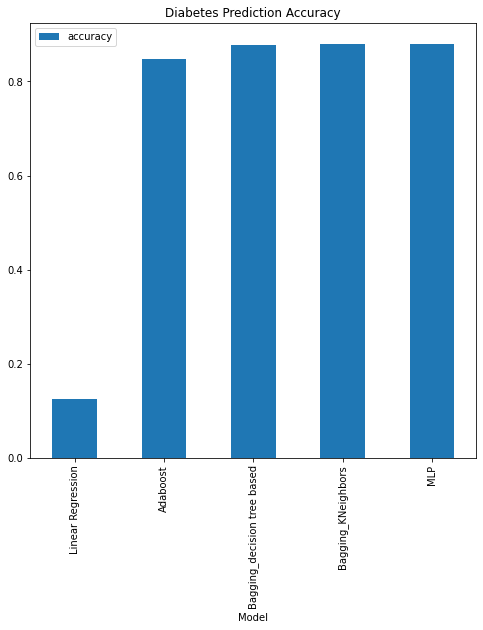 Diabetes Prediction Accuracy
accuracy
0.8
0.6
0.4
0.2
0.0
Linear Regression
Adaboost
Bagging_decision tree based
Bagging_KNeighbors
MLP
Model